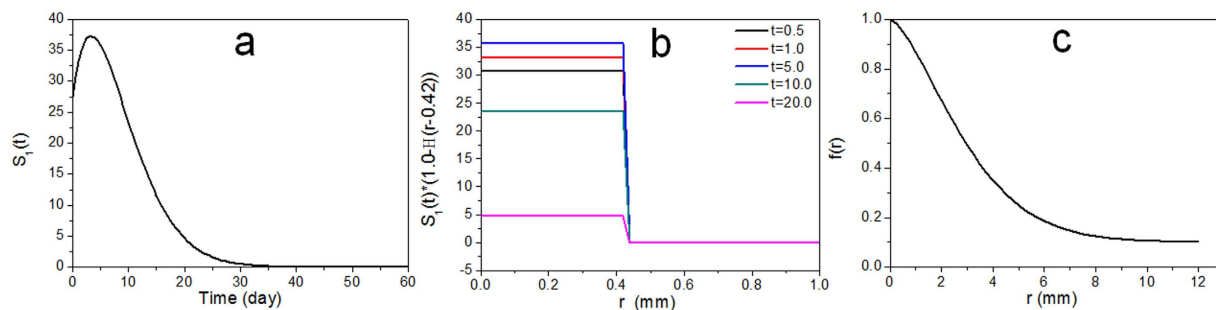 a
40
35
30
25
20
15
10
5
0
S₁(t)
0 10 20 30 40 50 60
Time (day)
b
40
35
30
25
20
15
10
5
0
-5
S₁(t)*(1.0-H(r-0.42))
t=0.5
t=1.0
t=5.0
t=10.0
t=20.0
0.0 0.2 0.4 0.6 0.8 1.0
r (mm)
c
1.0
0.8
0.6
0.4
0.2
0.0
f(r)
0 2 4 6 8 10 12
r (mm)